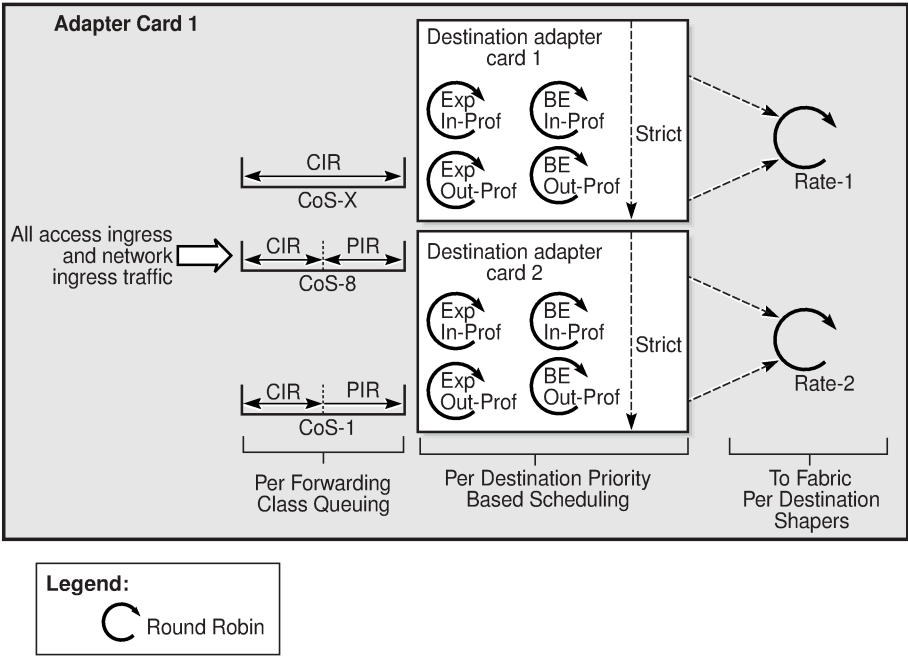 Adapter Card 1
Destination adapter
card 1
Exp
In-Prof
BE
In-Prof
Exp
Out-Prof
BE
Out-Prof
Strict
Rate-1
CIR
CoS-X
All access ingress
and network
ingress traffic
CIR
PIR
CoS-8
Destination adapter
card 2
Exp
In-Prof
BE
In-Prof
Exp
Out-Prof
BE
Out-Prof
Strict
Rate-2
CIR
PIR
CoS-1
Per Forwarding
Class Queuing
Per Destination Priority
Based Scheduling
To Fabric
Per Destination
Shapers
Legend:
Round Robin